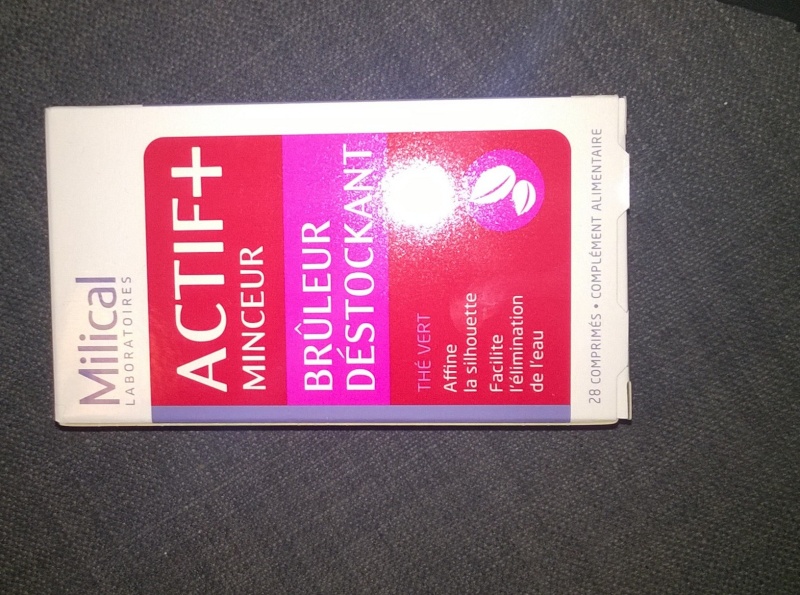 Milical
LABORATOIRES
ACTIF+
MINCEUR
BRÛLEUR
DÉSTOCKANT
THÉ VERT
Affine
la silhouette
Facilite
l'élimination
de l'eau
28 COMPRIMÉS • COMPLÉMENT ALIMENTAIRE